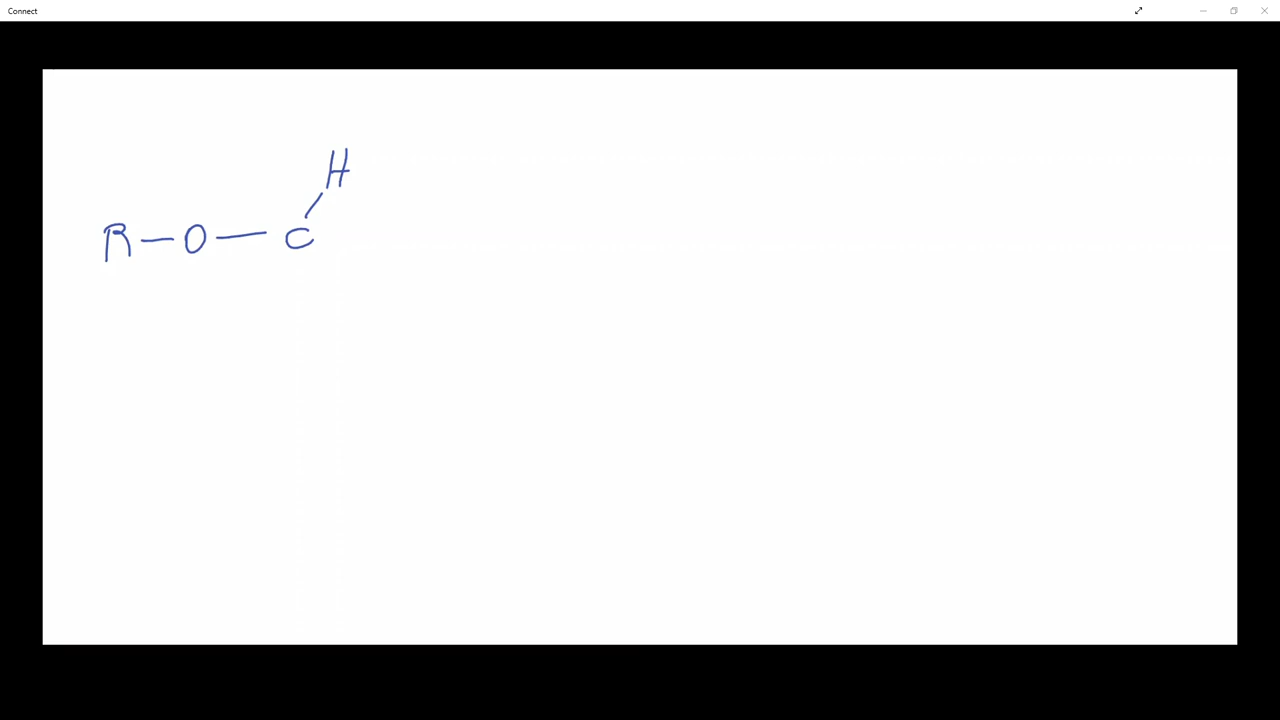 Connect
H
R — O — C